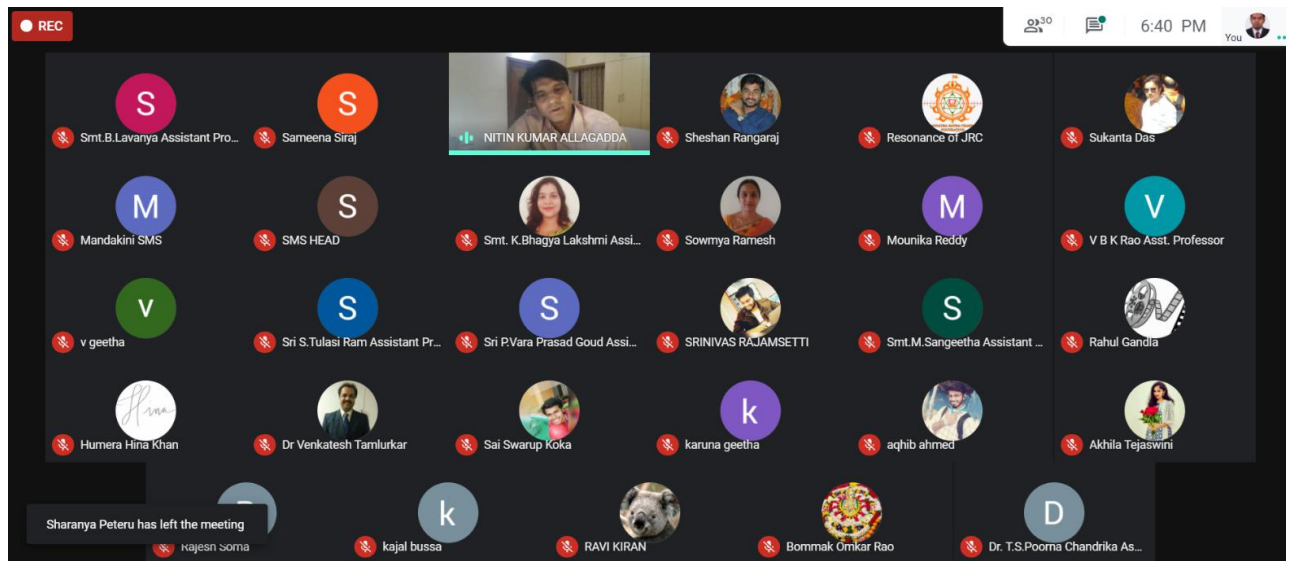 REC
30
6:40 PM
You
S
Smt.B.Lavanya Assistant Pro...
S
Sameena Siraj
NITIN KUMAR ALLAGADDA
Sheshan Rangaraj
Resonance of JRC
Sukanta Das
M
Mandakini SMS
S
SMS HEAD
Smt. K.Bhagya Lakshmi Assi...
Sowmya Ramesh
M
Mounika Reddy
V
V B K Rao Asst. Professor
v
v geetha
S
Sri S.Tulasi Ram Assistant Pr...
S
Sri P.Vara Prasad Goud Assi...
SRINIVAS RAJAMSETTI
S
Smt.M.Sangeetha Assistant ...
Rahul Gandla
Hina
Humera Hina Khan
Dr Venkatesh Tamlurkar
Sai Swarup Koka
k
karuna geetha
aqhib ahmed
Akhila Tejaswini
Sharanya Peteru has left the meeting
Rajesh Soma
k
kajal bussa
RAVI KIRAN
Bommak Omkar Rao
D
Dr. T.S.Poorna Chandrika As...